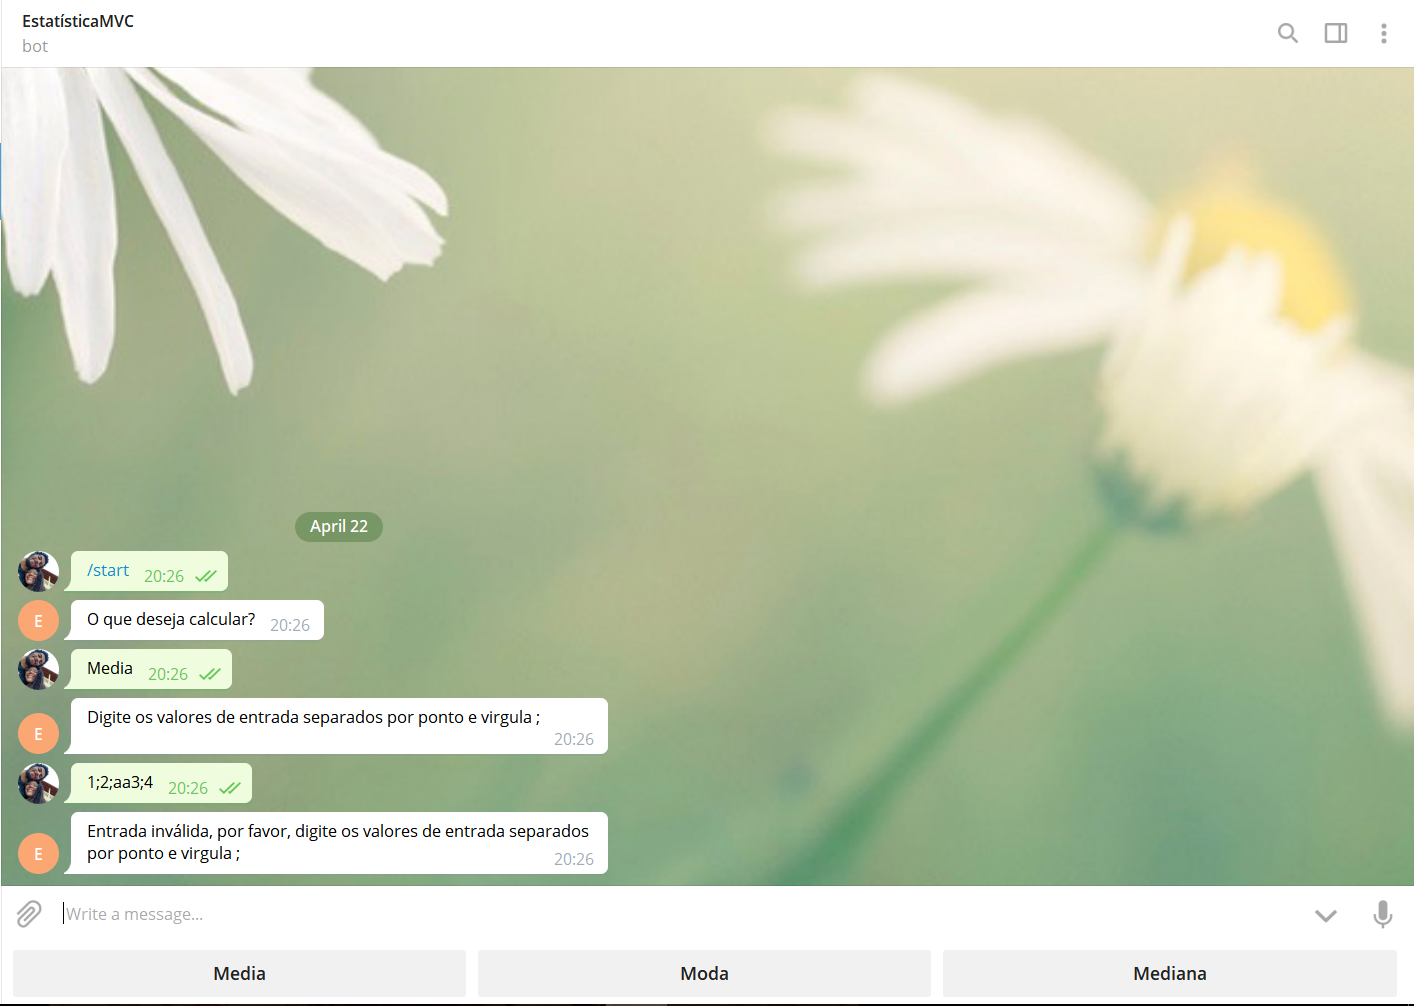 EstatísticaMVC
bot
April 22
/start 20:26
E
O que deseja calcular? 20:26
Media 20:26
E
Digite os valores de entrada separados por ponto e virgula ;
20:26
1;2;aa3;4 20:26
E
Entrada inválida, por favor, digite os valores de entrada separados
por ponto e virgula ;
20:26
Write a message...
Media Moda Mediana